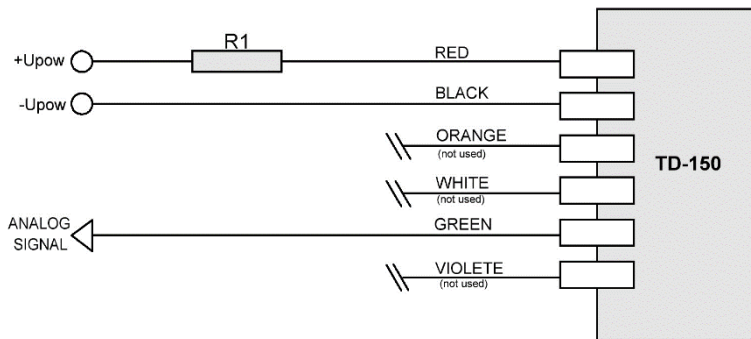 R1
+Upow
RED
-Upow
BLACK
ORANGE
(not used)
TD-150
WHITE
(not used)
ANALOG
SIGNAL
GREEN
VIOLETE
(not used)